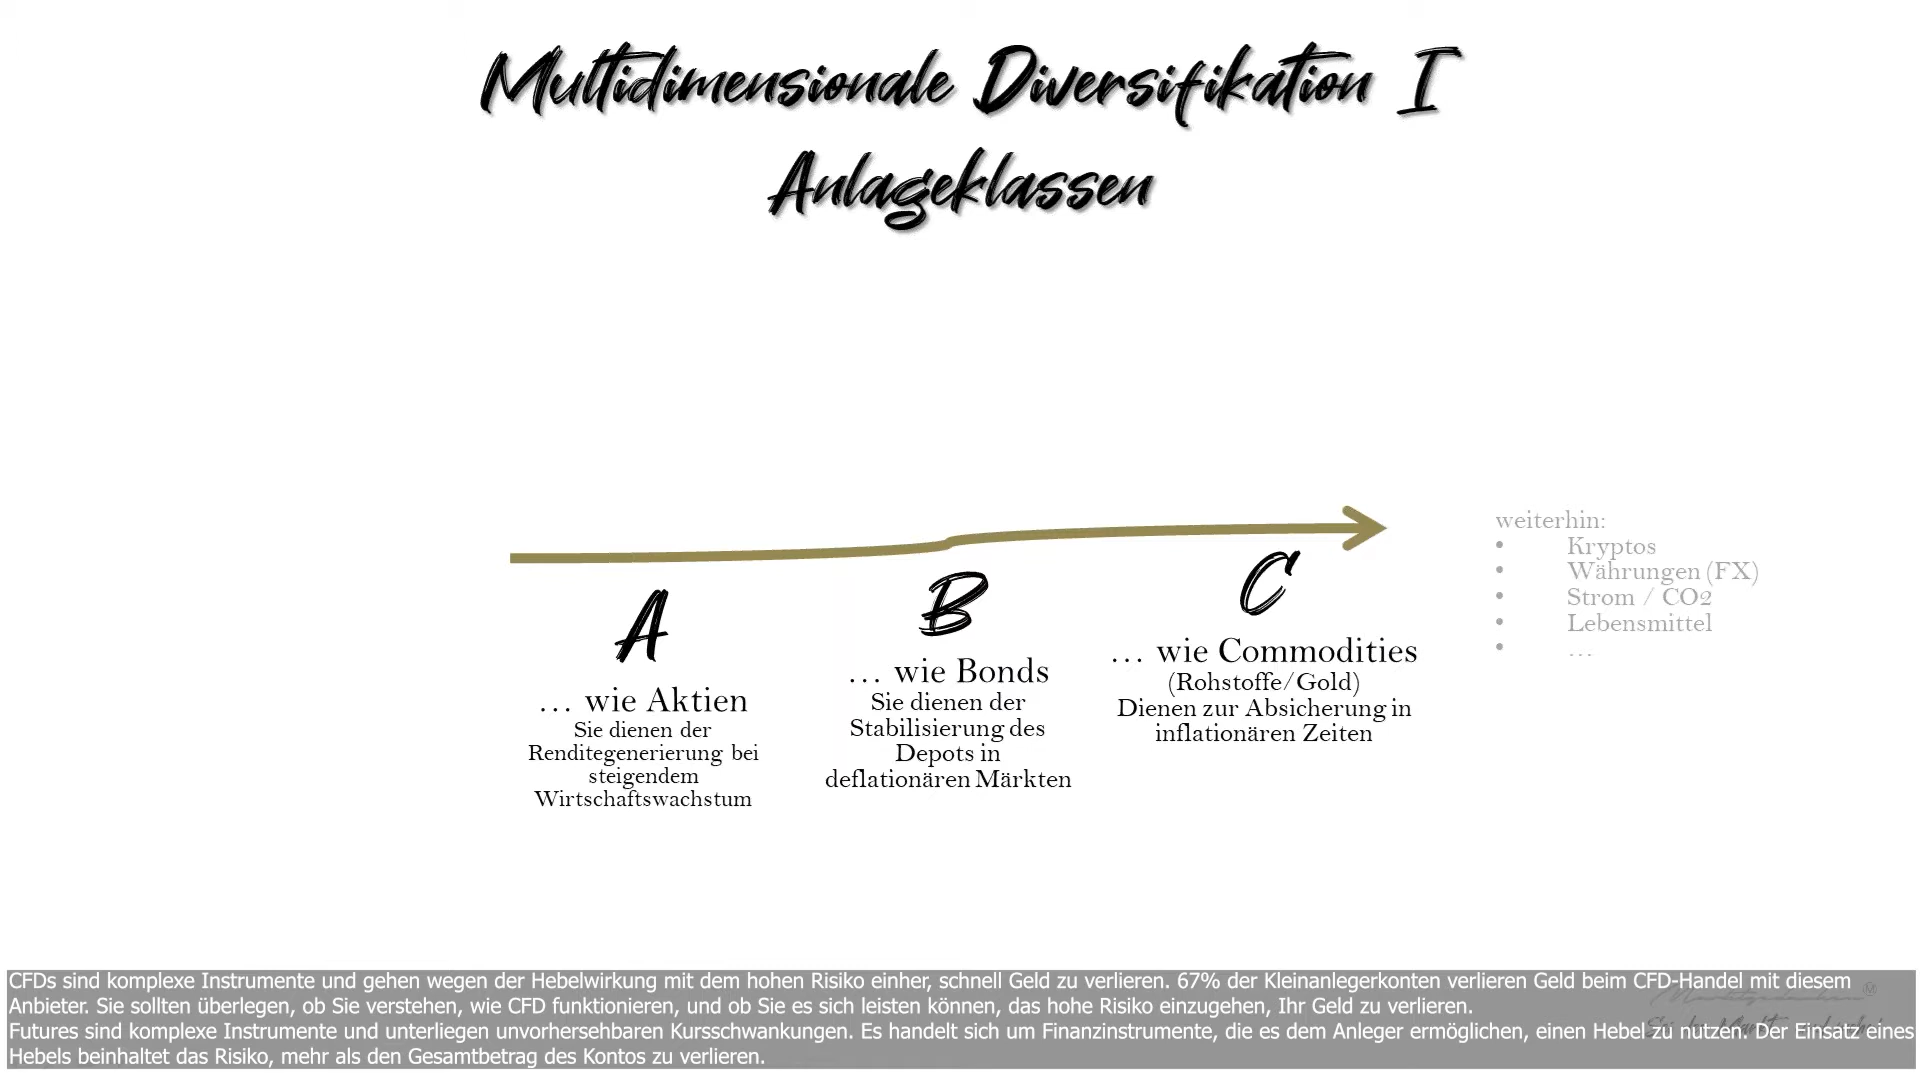 Multidimensionale Diversifikation I
Anlageklassen
A
... wie Aktien
Sie dienen der
Renditegenerierung bei
steigendem
Wirtschaftswachstum
B
... wie Bonds
Sie dienen der
Stabilisierung des
Depots in
deflationären Märkten
C
... wie Commodities
(Rohstoffe/Gold)
Dienen zur Absicherung in
inflationären Zeiten
weiterhin:
• Kryptos
• Währungen (FX)
• Strom / CO2
• Lebensmittel
• ...
CFDs sind komplexe Instrumente und gehen wegen der Hebelwirkung mit dem hohen Risiko einher, schnell Geld zu verlieren. 67% der Kleinanlegerkonten verlieren Geld beim CFD-Handel mit diesem
Anbieter. Sie sollten überlegen, ob Sie verstehen, wie CFD funktionieren, und ob Sie es sich leisten können, das hohe Risiko einzugehen, Ihr Geld zu verlieren.
Futures sind komplexe Instrumente und unterliegen unvorhersehbaren Kursschwankungen. Es handelt sich um Finanzinstrumente, die es dem Anleger ermöglichen, einen Hebel zu nutzen. Der Einsatz eines
Hebels beinhaltet das Risiko, mehr als den Gesamtbetrag des Kontos zu verlieren.